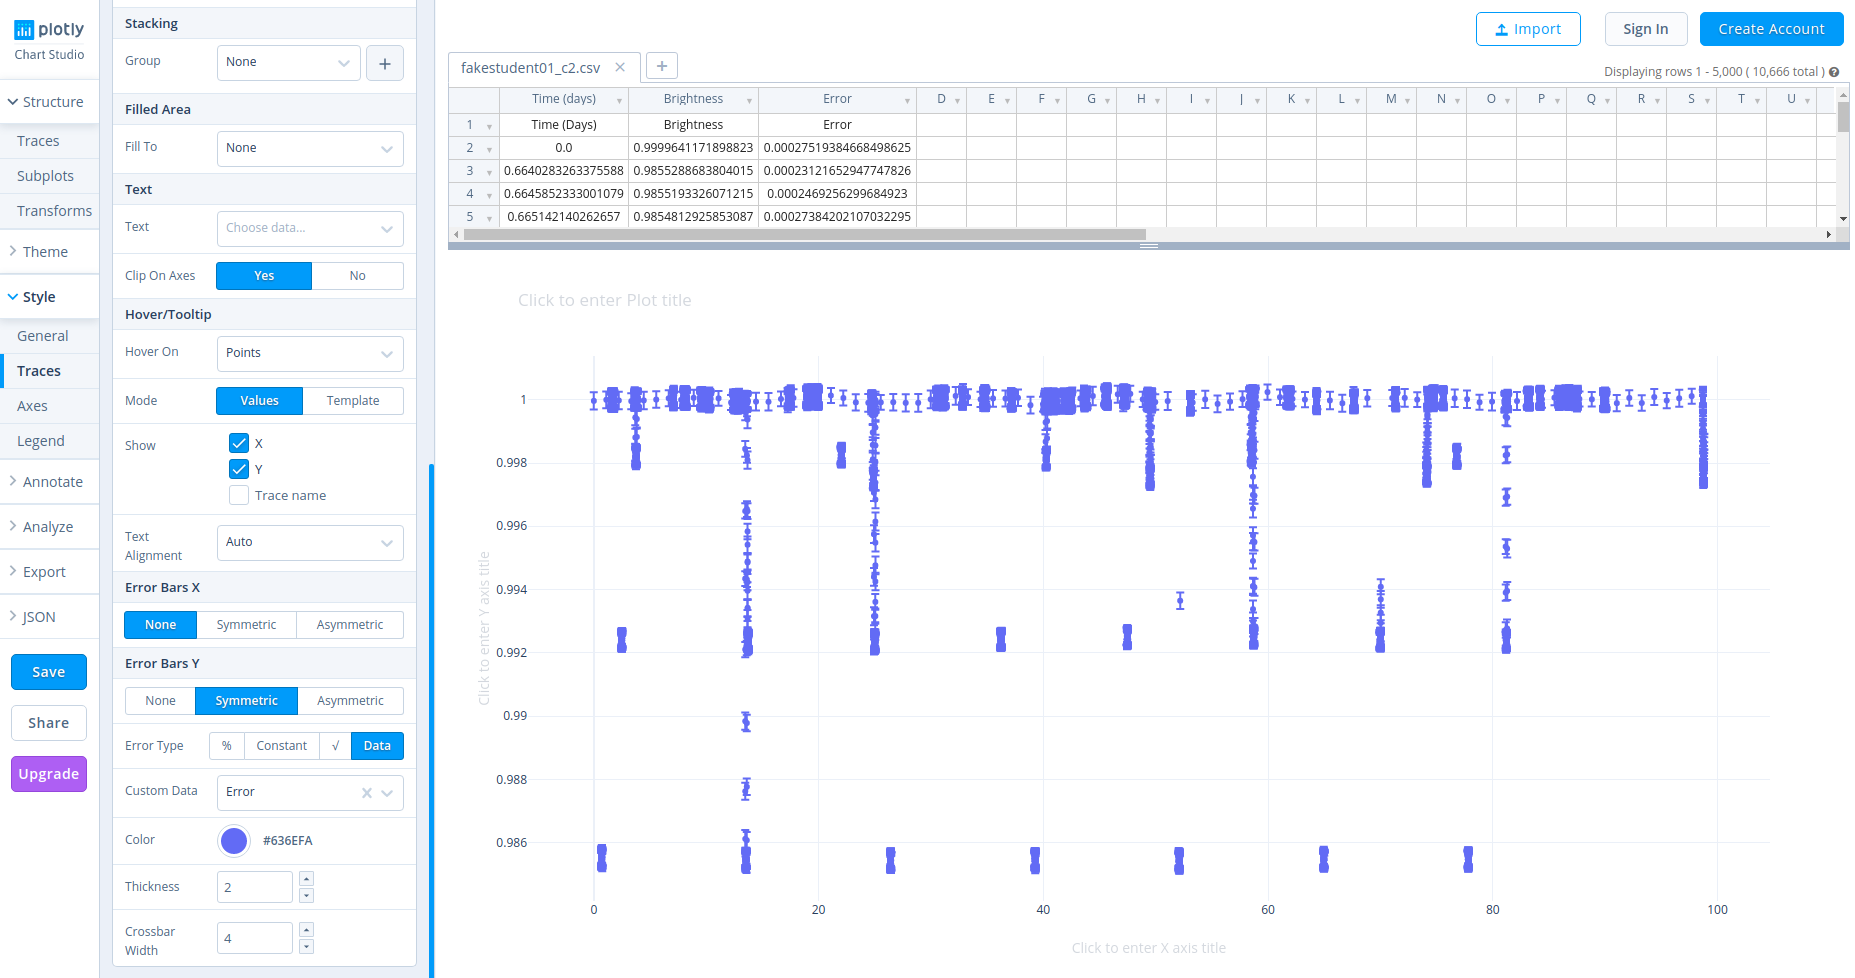 plotly
Chart Studio
Structure
Traces
Subplots
Transforms
Theme
Style
General
Traces
Axes
Legend
Annotate
Analyze
Export
JSON
Save
Share
Upgrade
Stacking
Group None +
Filled Area
Fill To None
Text
Text Choose data...
Clip On Axes Yes No
Hover/Tooltip
Hover On Points
Mode Values Template
Show X
Y
Trace name
Text
Alignment Auto
Error Bars X
None Symmetric Asymmetric
Error Bars Y
None Symmetric Asymmetric
Error Type % Constant √ Data
Custom Data Error
Color #636EFA
Thickness 2
Crossbar
Width 4
Import Sign In Create Account
fakestudent01_c2.csv × +
Displaying rows 1 - 5,000 ( 10,666 total )
Time (days) Brightness Error D E F G H I J K L M N O P Q R S T U
1 Time (Days) Brightness Error
2 0.0 0.9999641171898823 0.00027519384668498625
3 0.6640283263375588 0.9855288683804015 0.00023121652947747826
4 0.6645852333001079 0.9855193326071215 0.0002469256299684923
5 0.665142140262657 0.9854812925853087 0.00027384202107032295
Click to enter Plot title
1
0.998
0.996
0.994
0.992
0.99
0.988
0.986
Click to enter Y axis title
0 20 40 60 80 100
Click to enter X axis title